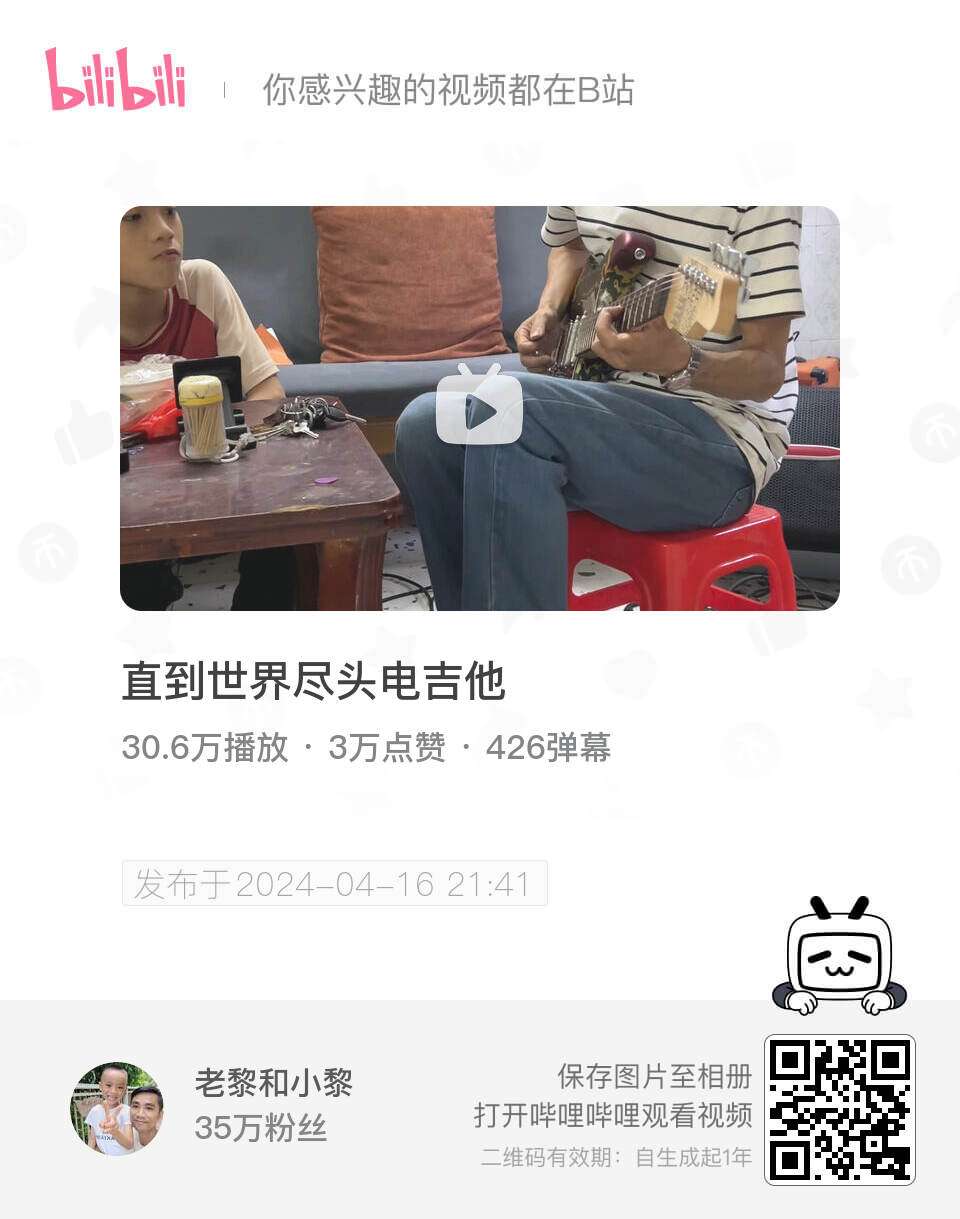 bilibili
你感兴趣的视频都在B站
直到世界尽头电吉他
30.6万播放 · 3万点赞 · 426弹幕
发布于2024-04-16 21:41
老黎和小黎
35万粉丝
保存图片至相册
打开哔哩哔哩观看视频
二维码有效期：自生成起1年